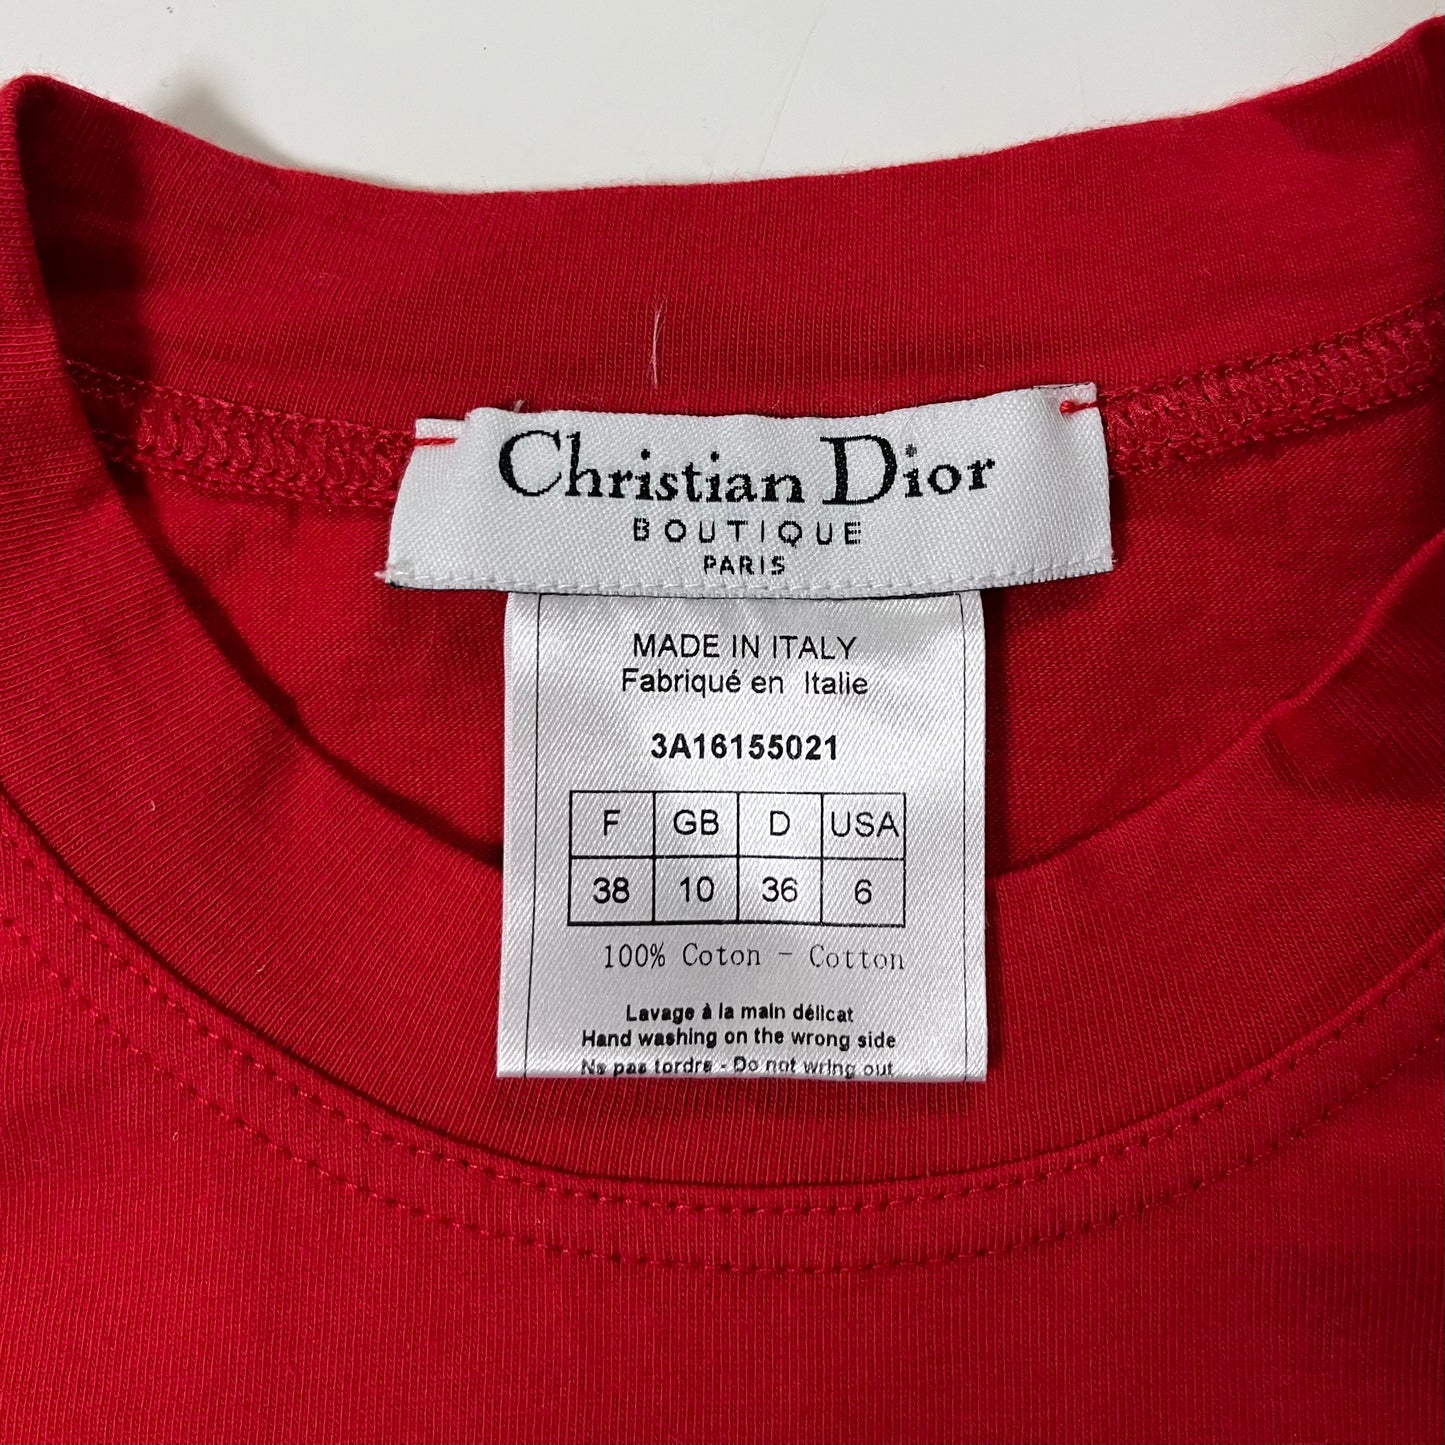 Christian Dior
BOUTIQUE
PARIS
MADE IN ITALY
Fabriqué en Italie
3A16155021
F GB D USA
38 10 36 6
100% Coton - Cotton
Lavage à la main délicat
Hand washing on the wrong side
Ne pas tordre - Do not wring out